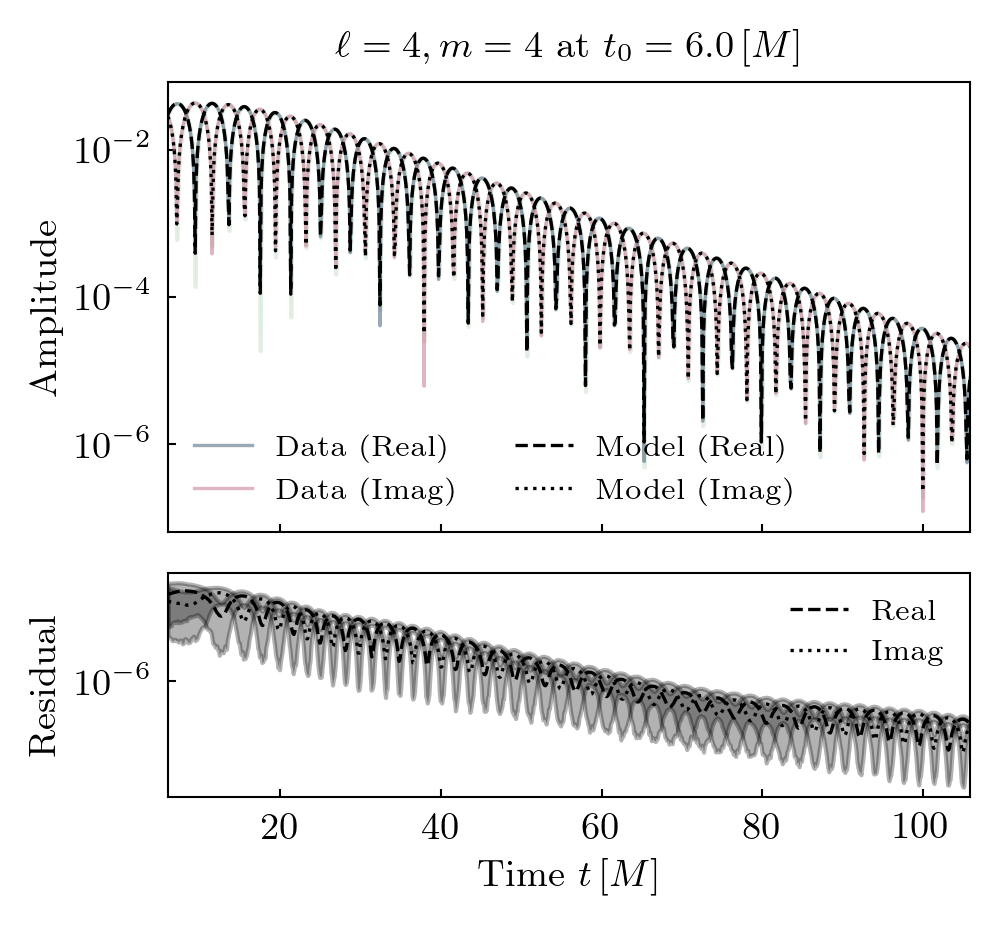 ℓ = 4, m = 4 at t₀ = 6.0 [M]
Amplitude
10⁻²
10⁻⁴
10⁻⁶
Data (Real)
Data (Imag)
Model (Real)
Model (Imag)
Residual
10⁻⁶
Real
Imag
20 40 60 80 100
Time t [M]